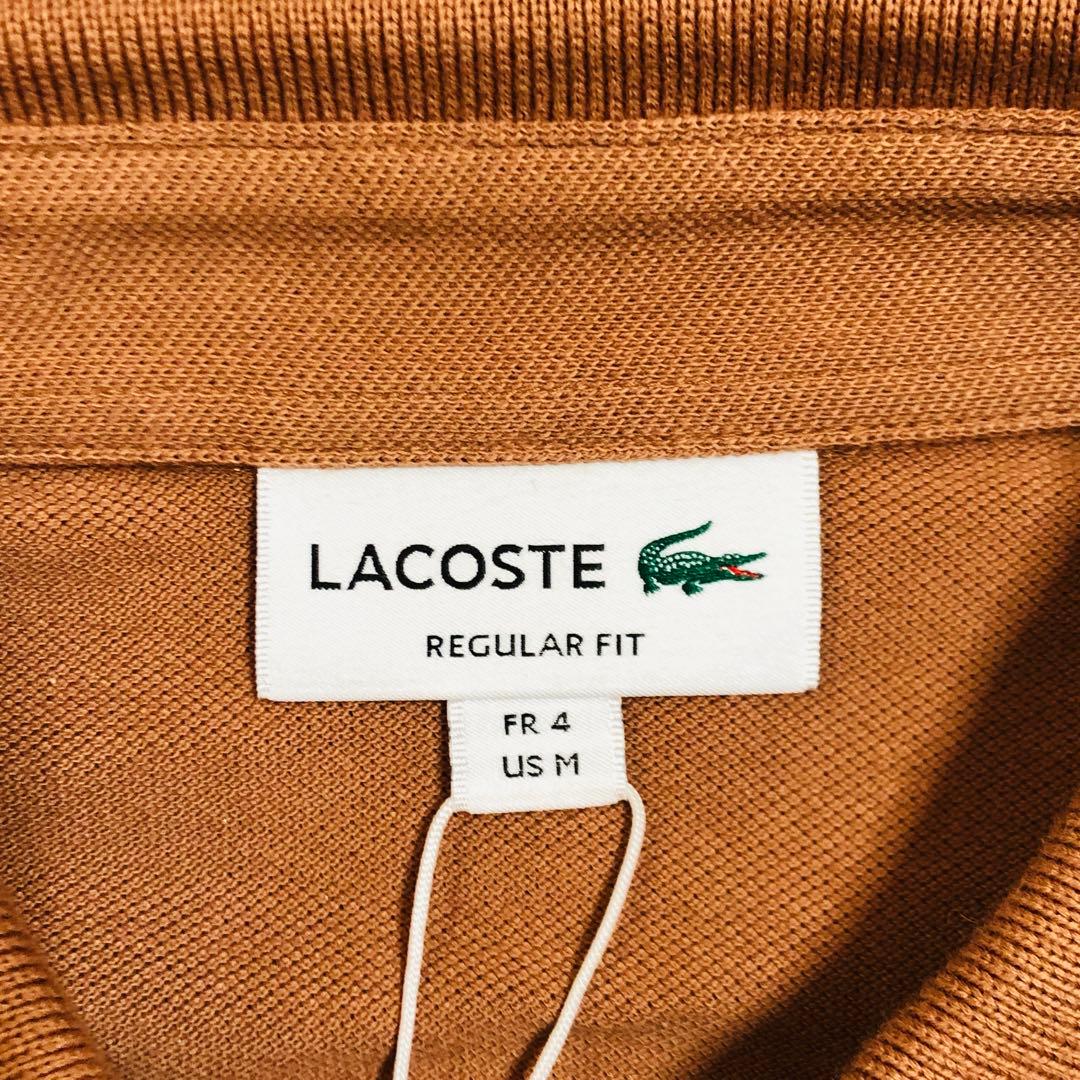 LACOSTE
REGULAR FIT
FR 4
US M